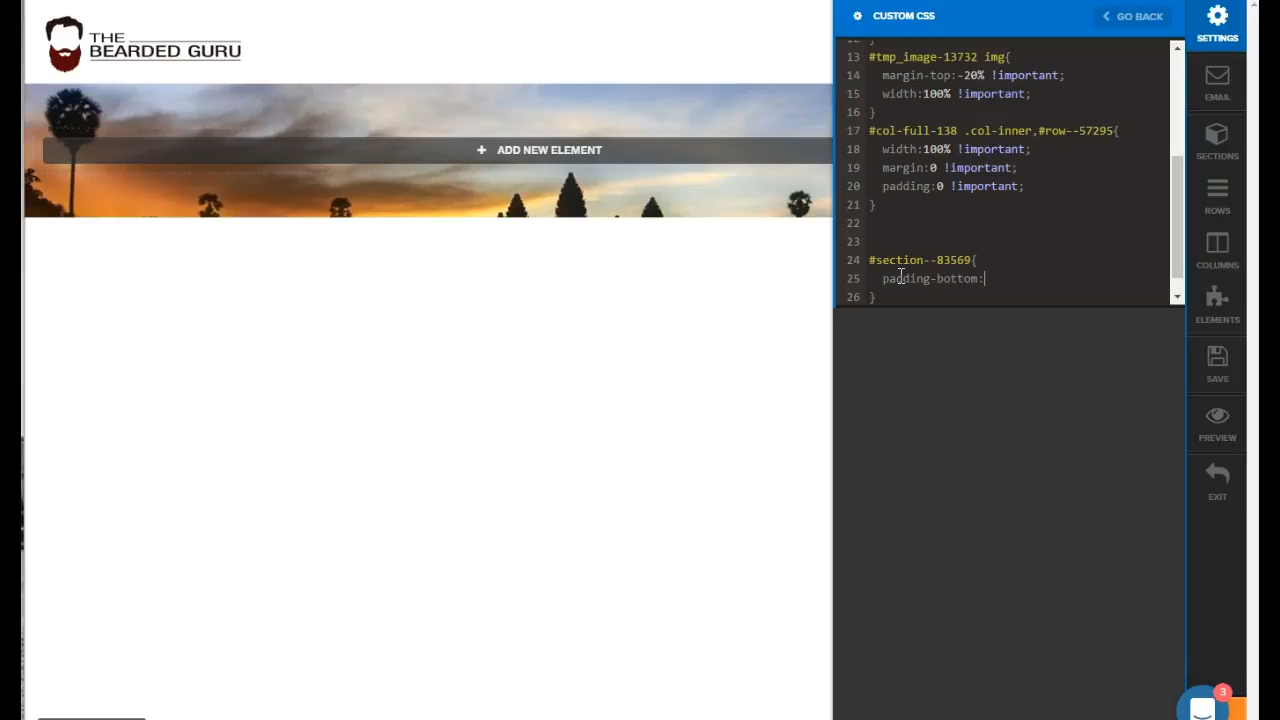 THE
BEARDED GURU
+ ADD NEW ELEMENT
CUSTOM CSS
GO BACK
12 }
13 #tmp_image-13732 img{
14 margin-top:-20% !important;
15 width:100% !important;
16 }
17 #col-full-138 .col-inner,#row--57295{
18 width:100% !important;
19 margin:0 !important;
20 padding:0 !important;
21 }
22
23
24 #section--83569{
25 padding-bottom:
26 }
SETTINGS
EMAIL
SECTIONS
ROWS
COLUMNS
ELEMENTS
SAVE
PREVIEW
EXIT
3